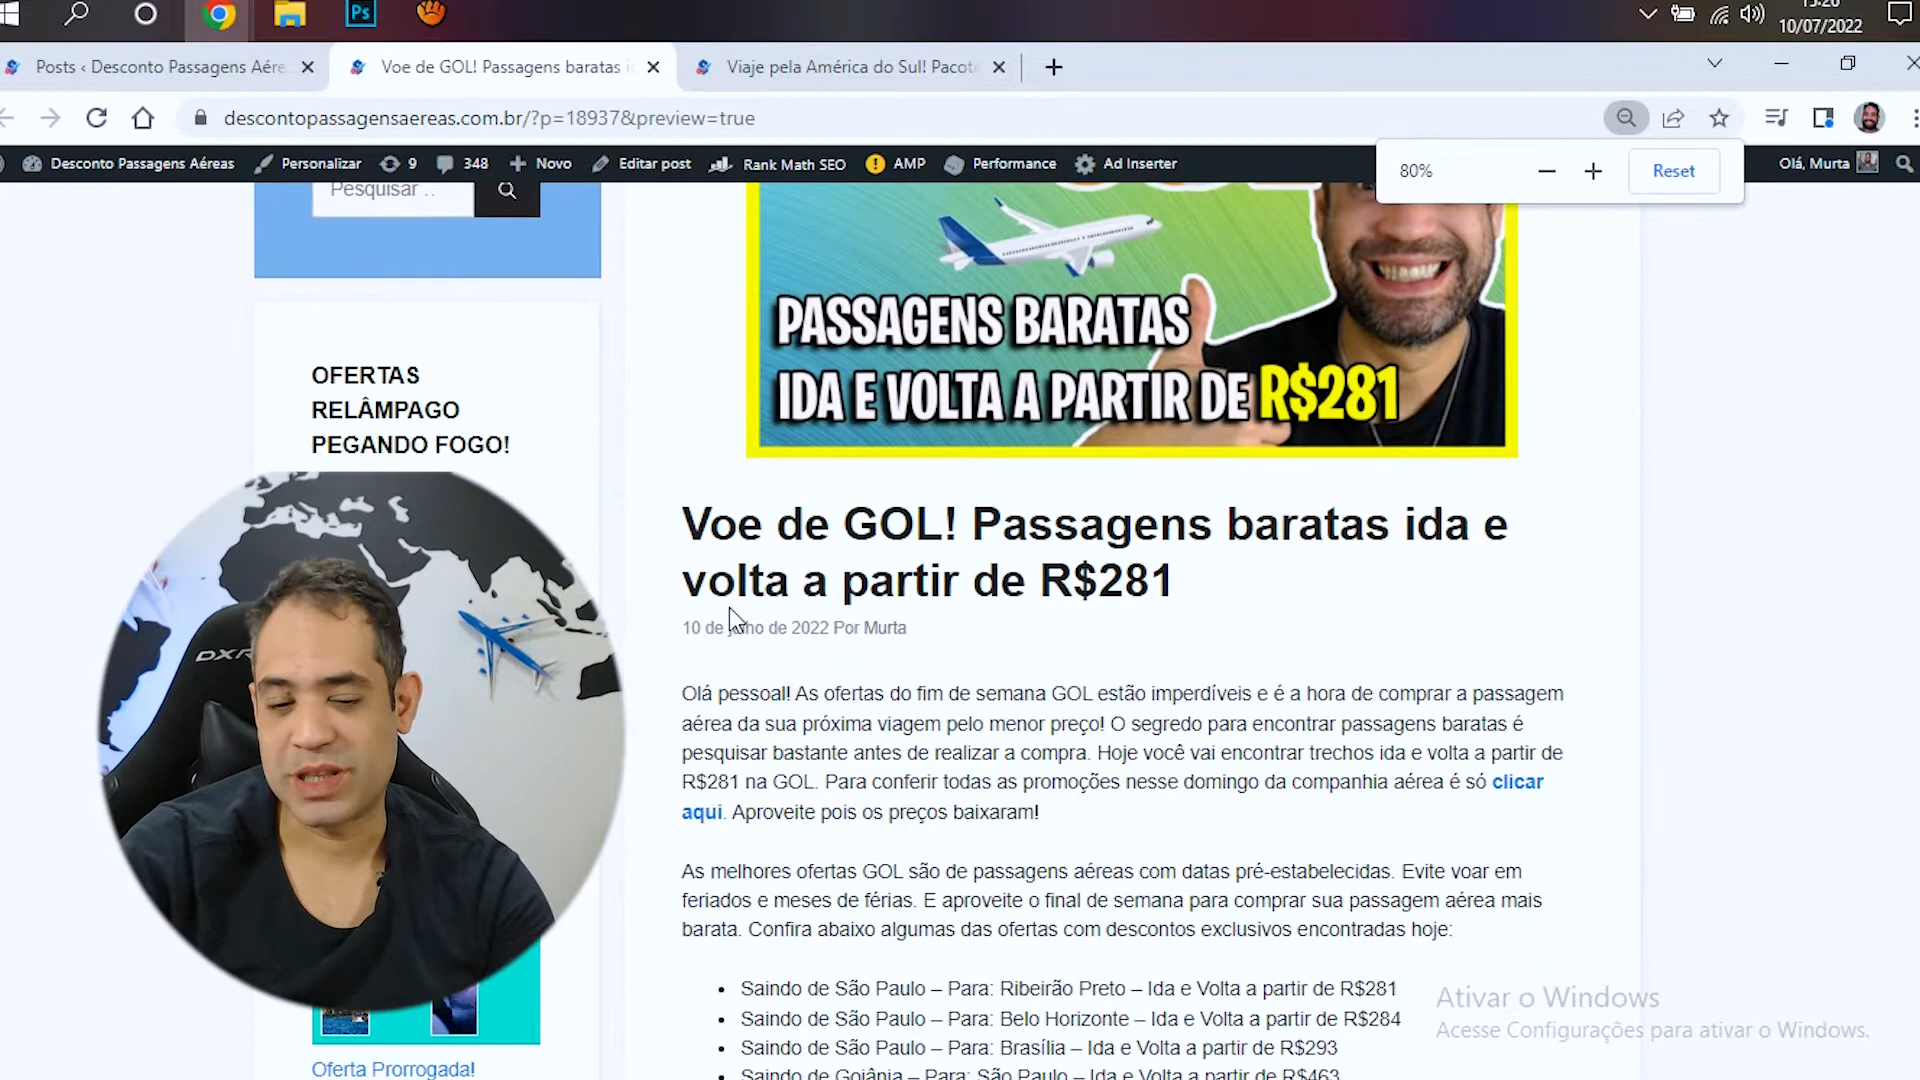 Ps
10/07/2022
Posts ‹ Desconto Passagens Aére
Voe de GOL! Passagens baratas i
Viaje pela América do Sul! Pacot
descontopassagensaereas.com.br/?p=18937&preview=true
Desconto Passagens Aéreas
Personalizar
9
348
Novo
Editar post
Rank Math SEO
AMP
Performance
Ad Inserter
80%
Reset
Olá, Murta
Pesquisar ..
PASSAGENS BARATAS
IDA E VOLTA A PARTIR DE R$281
OFERTAS
RELÂMPAGO
PEGANDO FOGO!
DXR
Oferta Prorrogada!
Voe de GOL! Passagens baratas ida e
volta a partir de R$281
10 de julho de 2022 Por Murta
Olá pessoal! As ofertas do fim de semana GOL estão imperdíveis e é a hora de comprar a passagem
aérea da sua próxima viagem pelo menor preço! O segredo para encontrar passagens baratas é
pesquisar bastante antes de realizar a compra. Hoje você vai encontrar trechos ida e volta a partir de
R$281 na GOL. Para conferir todas as promoções nesse domingo da companhia aérea é só clicar
aqui. Aproveite pois os preços baixaram!
As melhores ofertas GOL são de passagens aéreas com datas pré-estabelecidas. Evite voar em
feriados e meses de férias. E aproveite o final de semana para comprar sua passagem aérea mais
barata. Confira abaixo algumas das ofertas com descontos exclusivos encontradas hoje:
• Saindo de São Paulo – Para: Ribeirão Preto – Ida e Volta a partir de R$281
• Saindo de São Paulo – Para: Belo Horizonte – Ida e Volta a partir de R$284
• Saindo de São Paulo – Para: Brasília – Ida e Volta a partir de R$293
• Saindo de Goiânia – Para: São Paulo – Ida e Volta a partir de R$463
Ativar o Windows
Acesse Configurações para ativar o Windows.